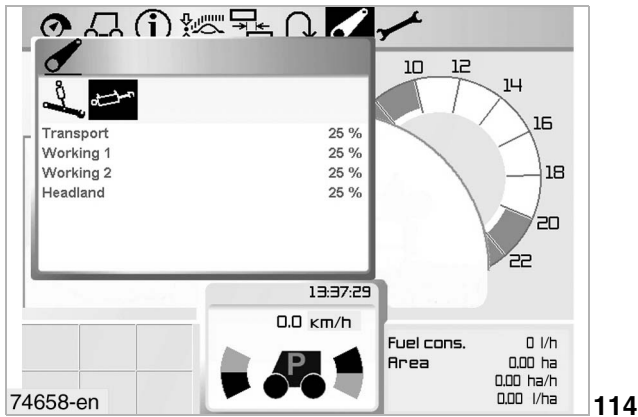 10 12
14
16
18
20
22
Transport 25 %
Working 1 25 %
Working 2 25 %
Headland 25 %
13:37:29
0.0 km/h
P
Fuel cons. 0 l/h
Area 0.00 ha
0.00 ha/h
0.00 l/ha
74658-en
114